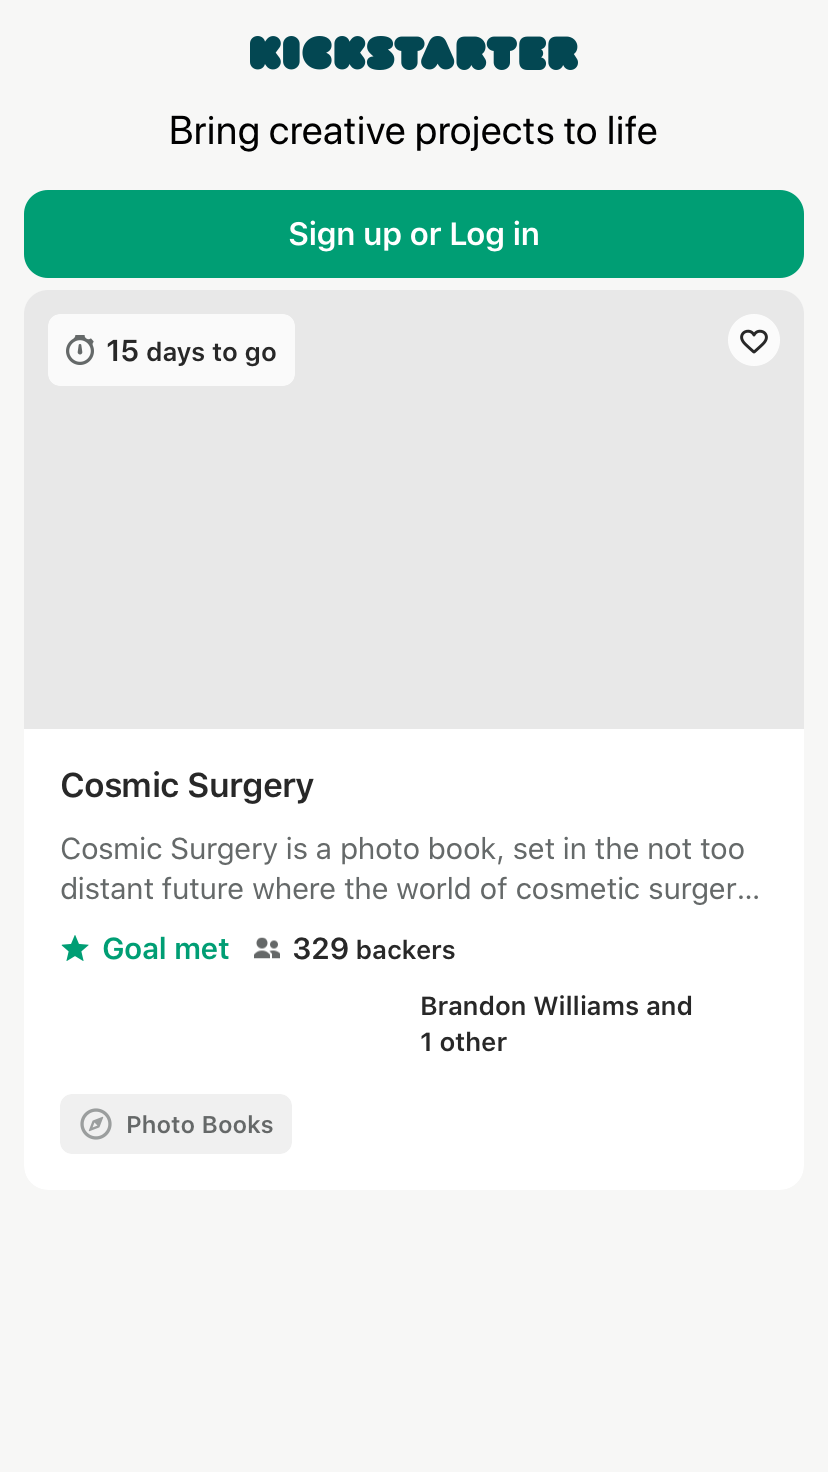 KICKSTARTER
Bring creative projects to life
Sign up or Log in
15 days to go
Cosmic Surgery
Cosmic Surgery is a photo book, set in the not too
distant future where the world of cosmetic surger…
Goal met 329 backers
Brandon Williams and
1 other
Photo Books